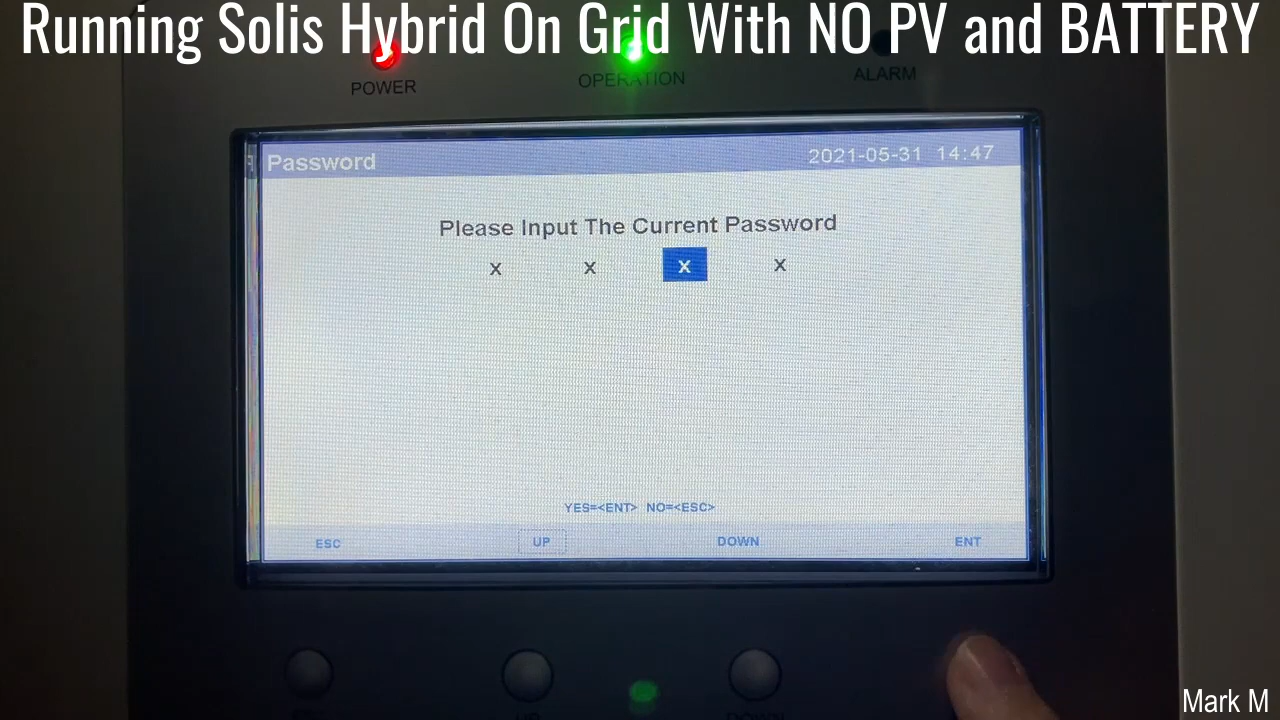 Running Solis Hybrid On Grid With NO PV and BATTERY
POWER
OPERATION
ALARM
Password
2021-05-31 14:47
Please Input The Current Password
X X X X
YES=<ENT> NO=<ESC>
ESC UP DOWN ENT
Mark M